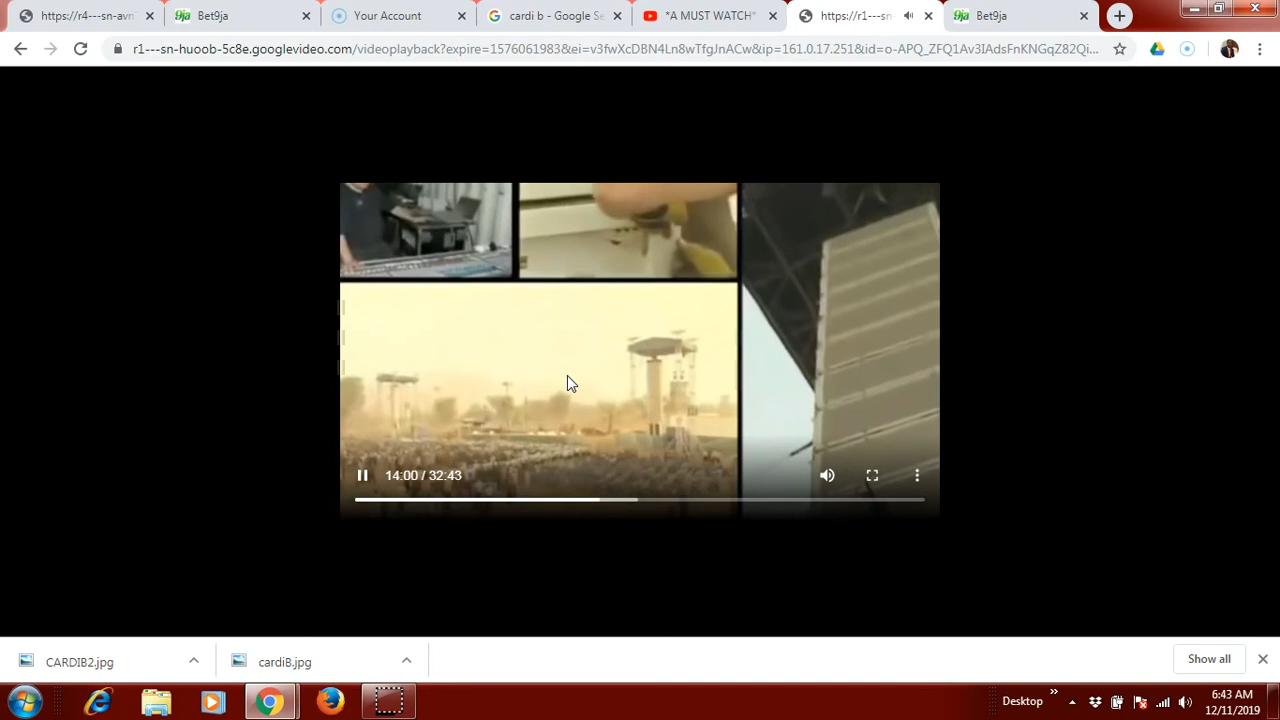 https://r4---sn-avn
Bet9ja
Your Account
cardi b - Google Se
*A MUST WATCH*
https://r1---sn
Bet9ja
r1---sn-huoob-5c8e.googlevideo.com/videoplayback?expire=1576061983&ei=v3fwXcDBN4Ln8wTfgJnACw&ip=161.0.17.251&id=o-APQ_ZFQ1Av3IAdsFnKNGqZ82Qi...
14:00 / 32:43
CARDIB2.jpg
cardiB.jpg
Show all
Desktop
6:43 AM
12/11/2019